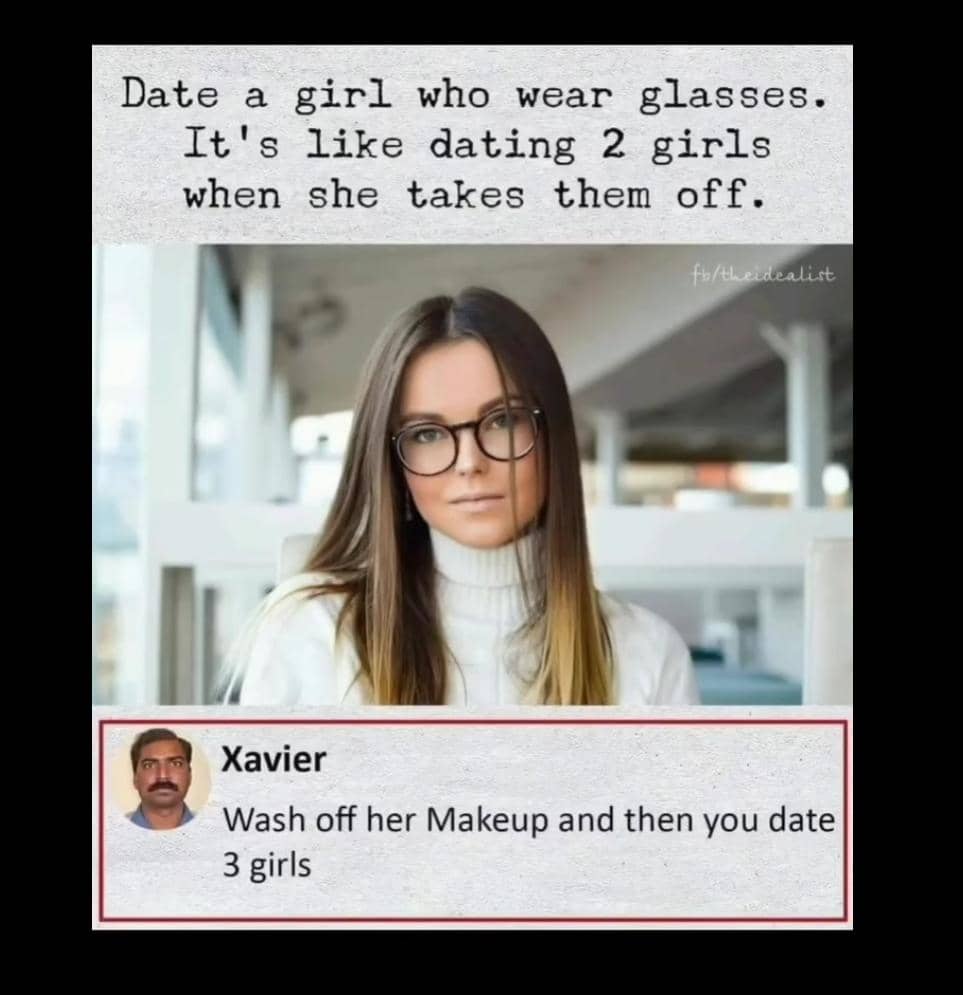 Date a girl who wear glasses.
It's like dating 2 girls
when she takes them off.
fb/theidealist
Xavier
Wash off her Makeup and then you date
3 girls